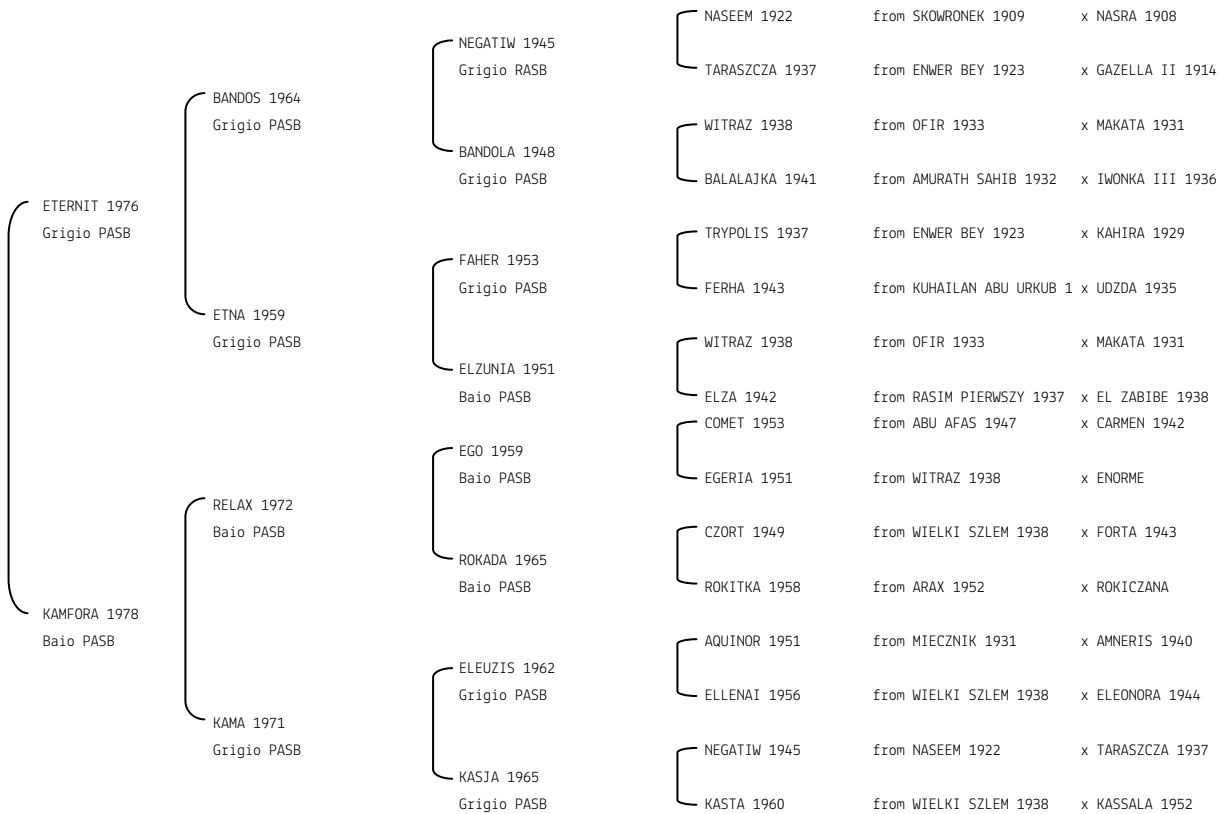 NASEEM 1922 from SKOWRONEK 1909 x NASRA 1908
NEGATIW 1945
Grigio RASB
TARASZCZA 1937 from ENWER BEY 1923 x GAZELLA II 1914
BANDOS 1964
Grigio PASB
WITRAZ 1938 from OFIR 1933 x MAKATA 1931
BANDOLA 1948
Grigio PASB
BALALAJKA 1941 from AMURATH SAHIB 1932 x IWONKA III 1936
ETERNIT 1976
Grigio PASB
TRYPOLIS 1937 from ENWER BEY 1923 x KAHIRA 1929
FAHER 1953
Grigio PASB
FERHA 1943 from KUHAILAN ABU URKUB 1 x UDZDA 1935
ETNA 1959
Grigio PASB
WITRAZ 1938 from OFIR 1933 x MAKATA 1931
ELZUNIA 1951
Baio PASB
ELZA 1942 from RASIM PIERWSZY 1937 x EL ZABIBE 1938
COMET 1953 from ABU AFAS 1947 x CARMEN 1942
EGO 1959
Baio PASB
EGERIA 1951 from WITRAZ 1938 x ENORME
RELAX 1972
Baio PASB
CZORT 1949 from WIELKI SZLEM 1938 x FORTA 1943
ROKADA 1965
Baio PASB
ROKITKA 1958 from ARAX 1952 x ROKICZANA
KAMFORA 1978
Baio PASB
AQUINOR 1951 from MIECZNIK 1931 x AMNERIS 1940
ELEUZIS 1962
Grigio PASB
ELLENAI 1956 from WIELKI SZLEM 1938 x ELEONORA 1944
KAMA 1971
Grigio PASB
NEGATIW 1945 from NASEEM 1922 x TARASZCZA 1937
KASJA 1965
Grigio PASB
KASTA 1960 from WIELKI SZLEM 1938 x KASSALA 1952